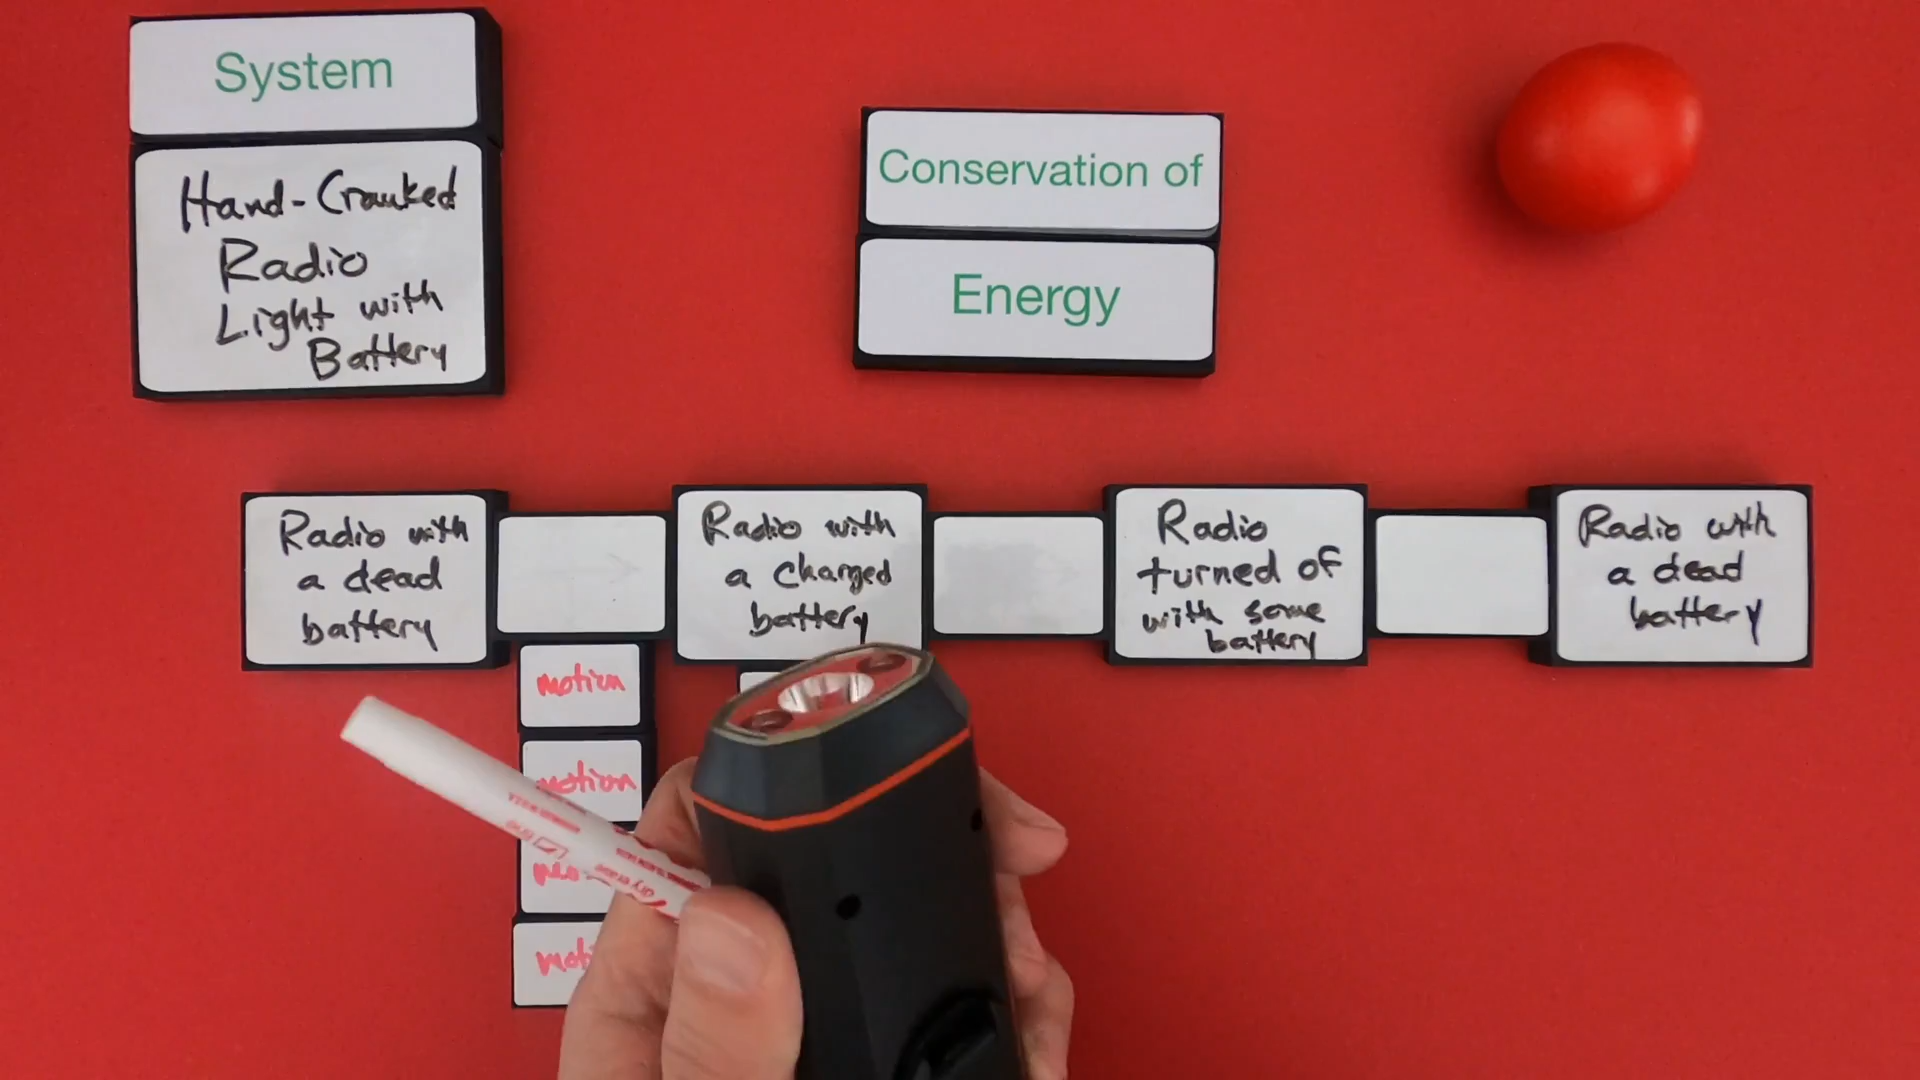 System
Hand-Cranked
Radio
Light with
Battery
Conservation of
Energy
Radio with
a dead
battery
Radio with
a charged
battery
Radio
turned of
with some
battery
Radio with
a dead
battery
motion
motion